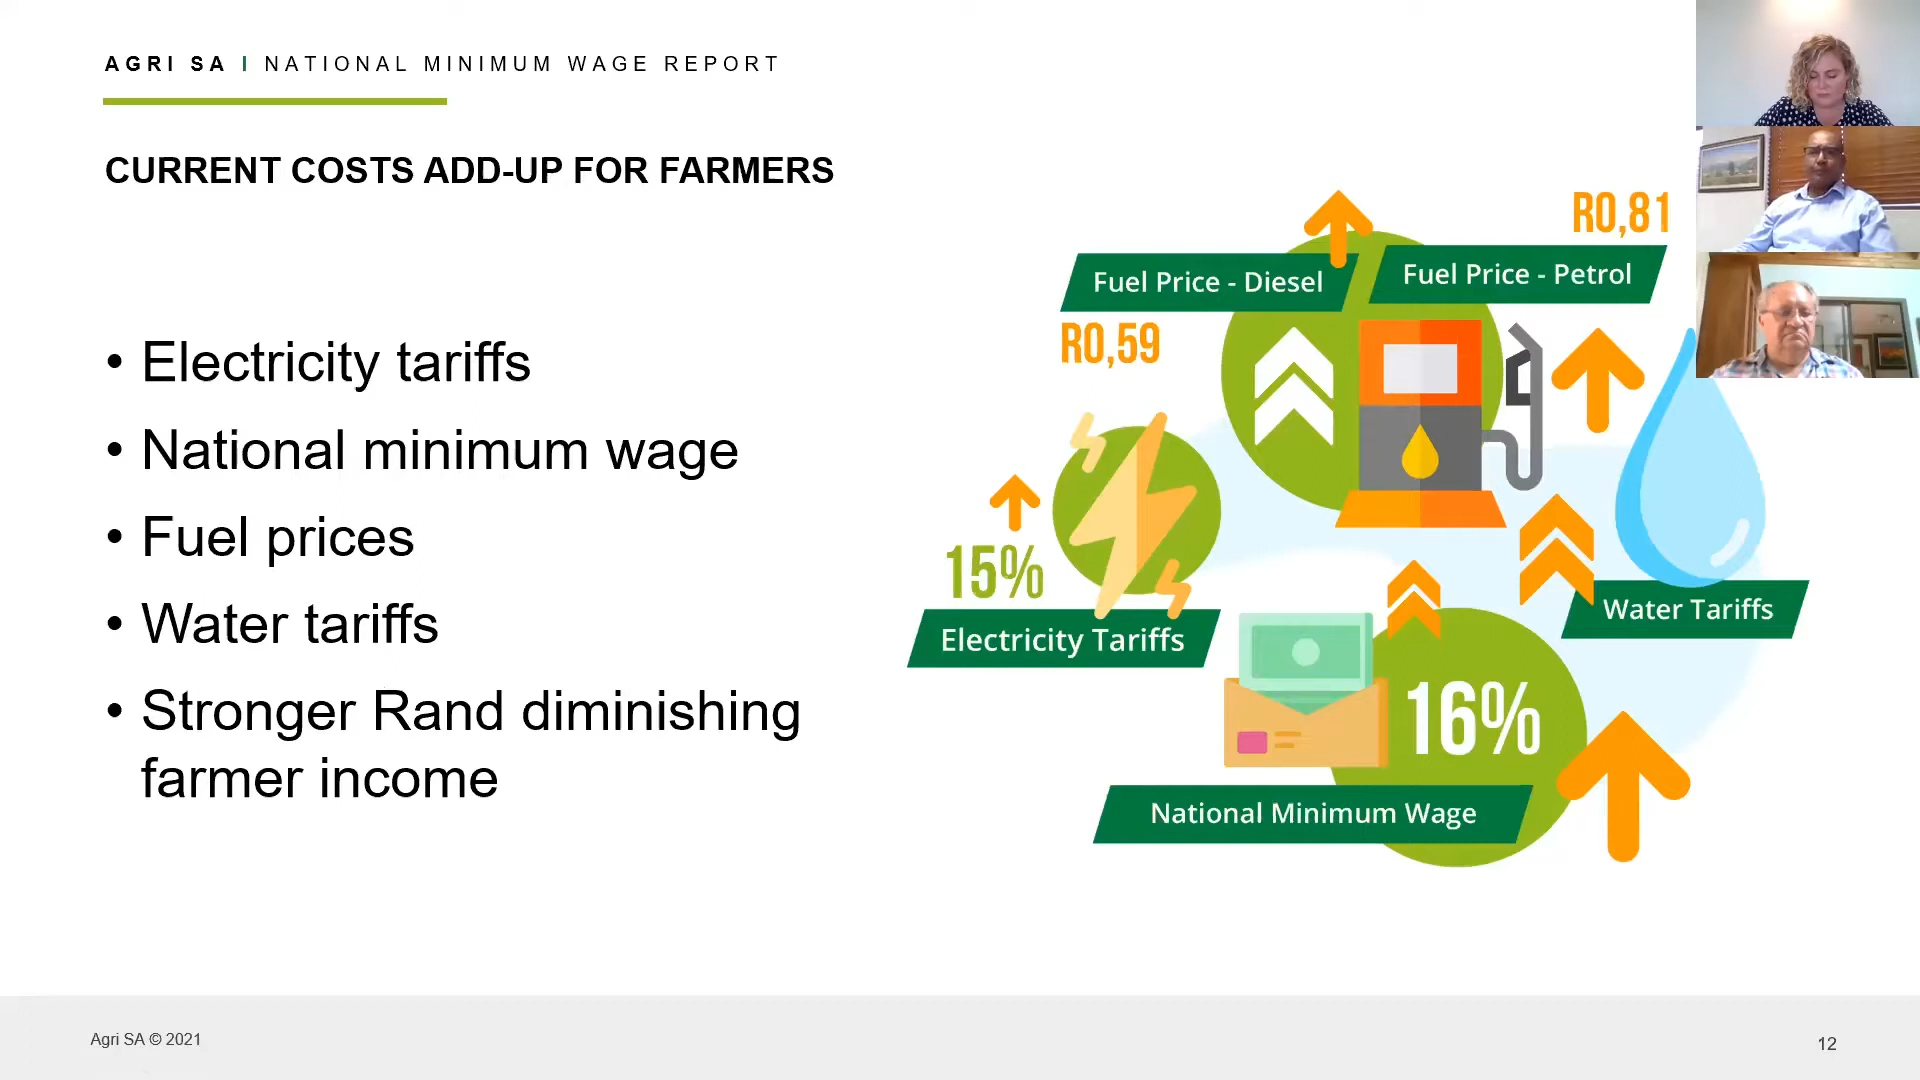 AGRI SA I NATIONAL MINIMUM WAGE REPORT
CURRENT COSTS ADD-UP FOR FARMERS
• Electricity tariffs
• National minimum wage
• Fuel prices
• Water tariffs
• Stronger Rand diminishing
farmer income
R0,81
Fuel Price - Diesel
Fuel Price - Petrol
R0,59
15%
Electricity Tariffs
Water Tariffs
16%
National Minimum Wage
Agri SA © 2021
12